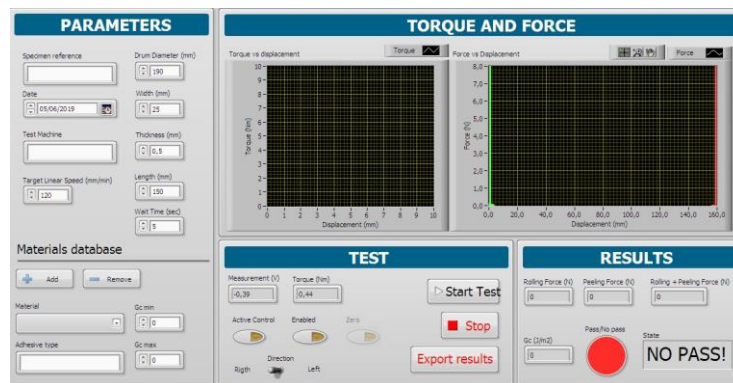 PARAMETERS
Specimen reference
Drum Diameter (mm)
190
Date
05/06/2019
Width (mm)
25
Test Machine
Thickness (mm)
0,5
Target Linear Speed (mm/min)
120
Length (mm)
150
Wait Time (sec)
5
Materials database
Add
Remove
Material
Gc min
0
Adhesive type
Gc max
0
TORQUE AND FORCE
Torque vs displacement
Torque
10
9
8
7
6
5
4
3
2
1
0
Torque (Nm)
0 1 2 3 4 5 6 7 8 9 10
Displacement (mm)
Force vs Displacement
Force
8,0
7,0
6,0
5,0
4,0
3,0
2,0
1,0
0,0
Force (N)
0,0 20,0 40,0 60,0 80,0 100,0 120,0 140,0 160,0
Displacement (mm)
TEST
Measurement (V)
-0,39
Torque (Nm)
0,44
Start Test
Active Control
Enabled
Zero
Stop
Direction
Rigth
Left
Export results
RESULTS
Rolling Force (N)
0
Peeling Force (N)
0
Rolling + Peeling Force (N)
0
Gc (J/m2)
0
Pass/No pass
State
NO PASS!